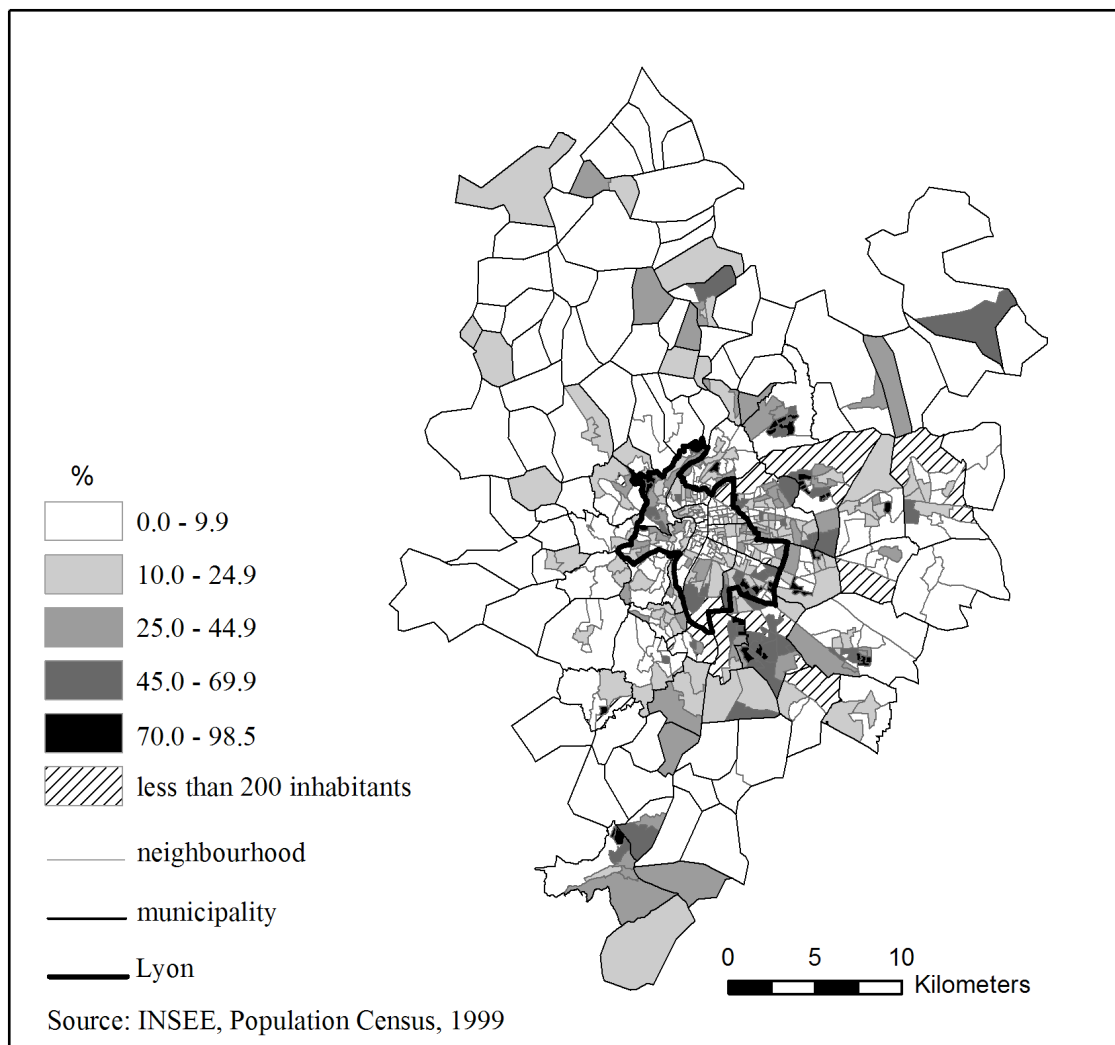 %
0.0 - 9.9
10.0 - 24.9
25.0 - 44.9
45.0 - 69.9
70.0 - 98.5
less than 200 inhabitants
neighbourhood
municipality
Lyon
0 5 10
Kilometers
Source: INSEE, Population Census, 1999